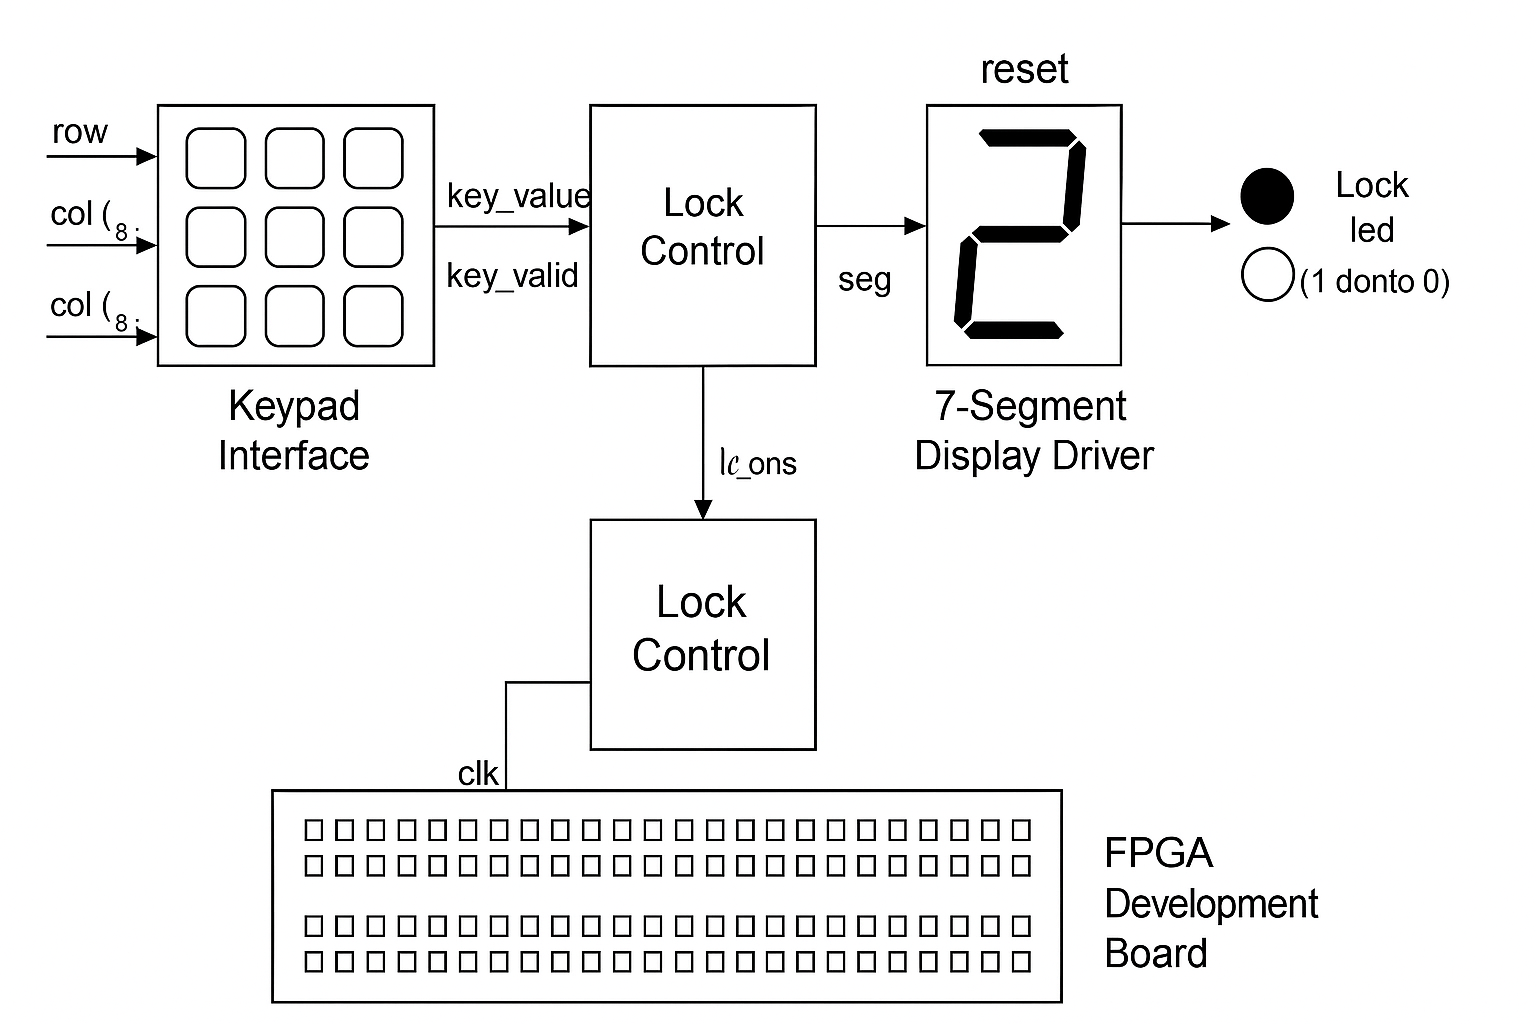 reset
row
col (8:
col (8:
key_value
key_valid
Lock
Control
seg
Lock
led
(1 donto 0)
Keypad
Interface
7-Segment
Display Driver
lc_ons
Lock
Control
clk
FPGA
Development
Board